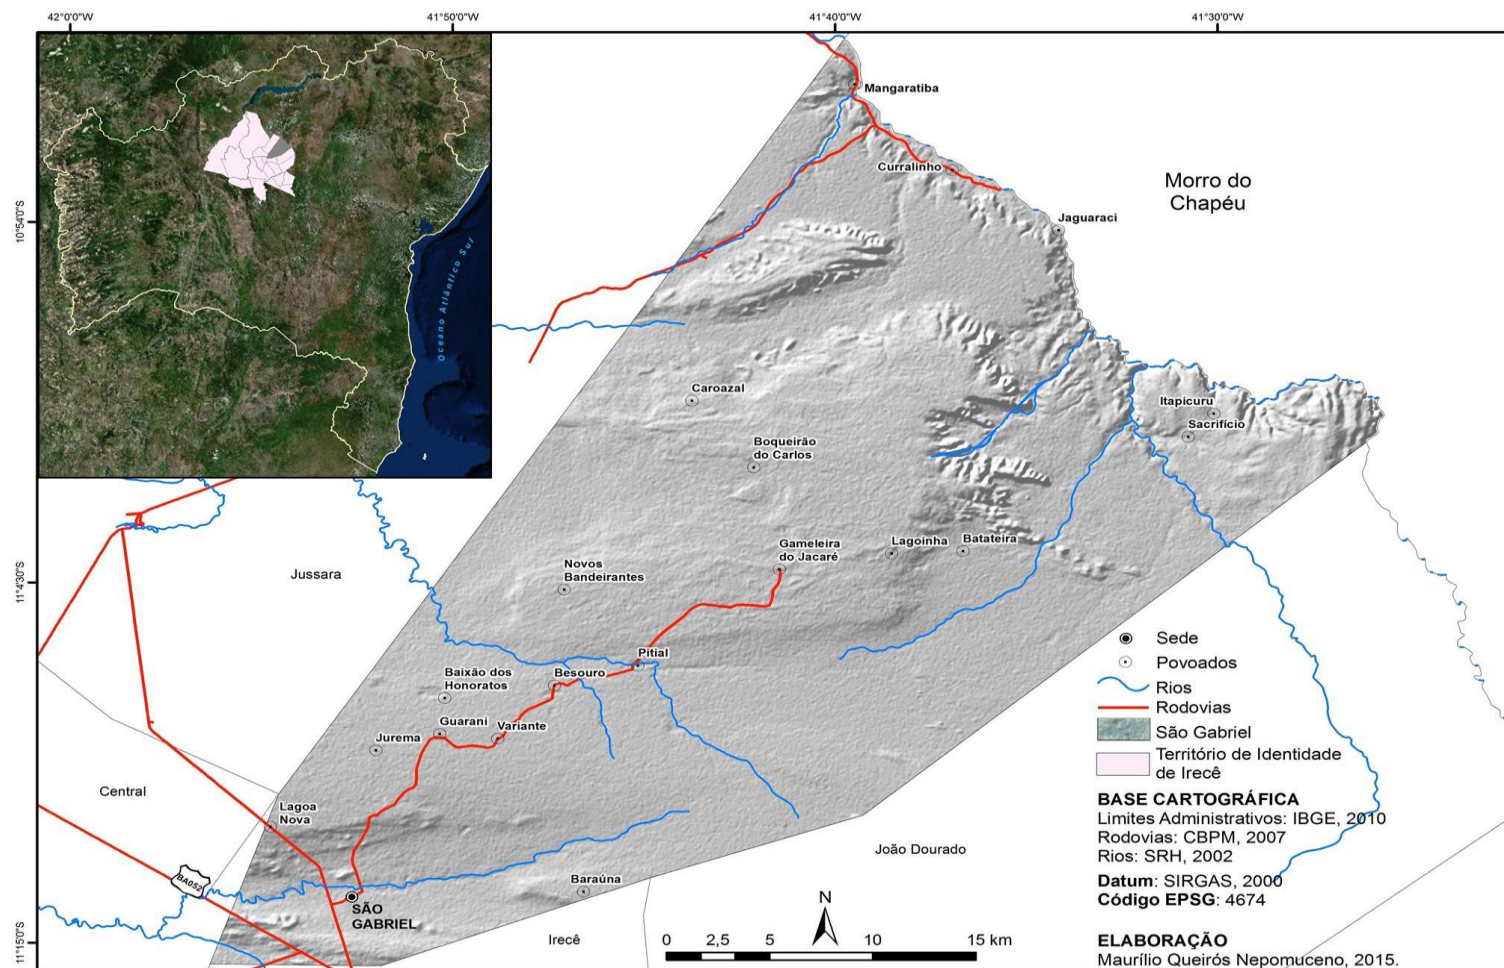 42°0'0"W
41°50'0"W
41°40'0"W
41°30'0"W
10°54'0"S
11°4'30"S
11°15'0"S
Oceano Atlântico Sul
Mangaratiba
Curralinho
Morro do
Chapéu
Jaguaraci
Caroazal
Itapicuru
Sacrifício
Boqueirão
do Carlos
Gameleira
do Jacaré
Lagoinha
Batateira
Novos
Bandeirantes
Jussara
Pitial
Baixão dos
Honoratos
Besouro
Guarani
Variante
Jurema
Central
Lagoa
Nova
BA052
SÃO
GABRIEL
Baraúna
João Dourado
Irecê
N
0 2,5 5 10 15 km
Sede
Povoados
Rios
Rodovias
São Gabriel
Território de Identidade
de Irecê
BASE CARTOGRÁFICA
Limites Administrativos: IBGE, 2010
Rodovias: CBPM, 2007
Rios: SRH, 2002
Datum: SIRGAS, 2000
Código EPSG: 4674
ELABORAÇÃO
Maurílio Queirós Nepomuceno, 2015.